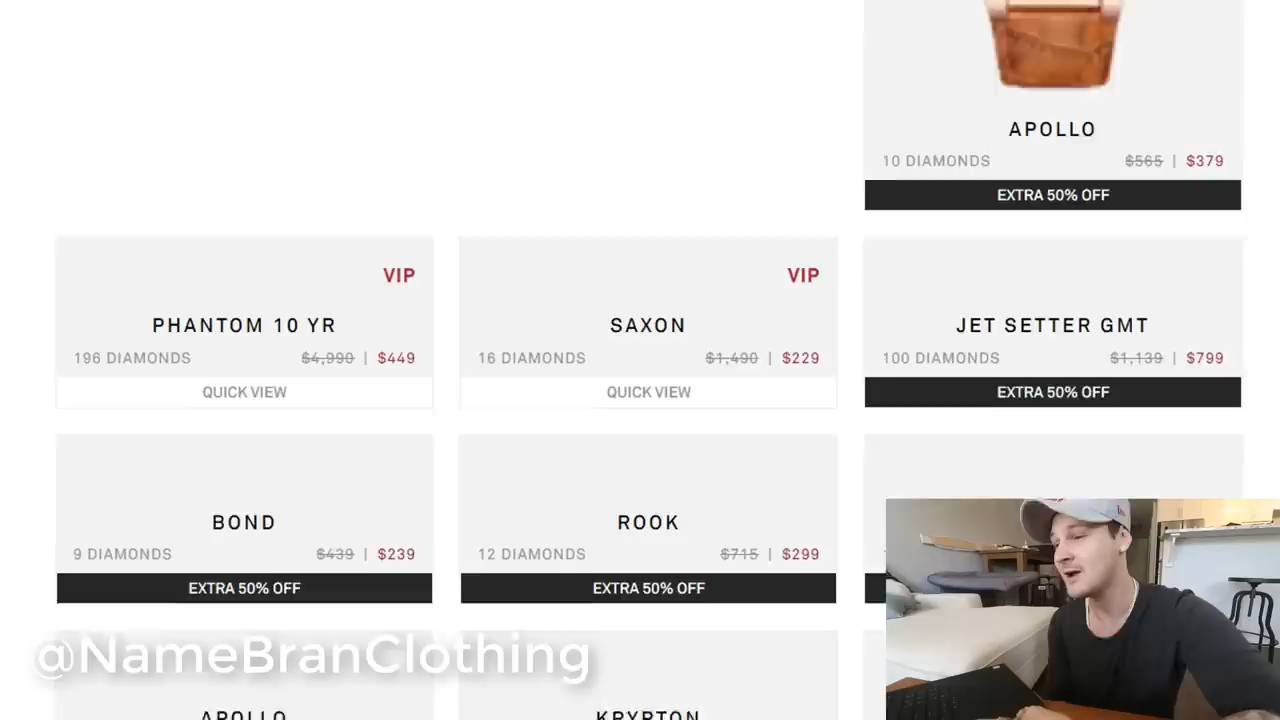 APOLLO
10 DIAMONDS $565 | $379
EXTRA 50% OFF
VIP
PHANTOM 10 YR
196 DIAMONDS $4,990 | $449
QUICK VIEW
VIP
SAXON
16 DIAMONDS $1,490 | $229
QUICK VIEW
JET SETTER GMT
100 DIAMONDS $1,139 | $799
EXTRA 50% OFF
BOND
9 DIAMONDS $439 | $239
EXTRA 50% OFF
ROOK
12 DIAMONDS $715 | $299
EXTRA 50% OFF
@NameBranClothing
APOLLO
KRYPTON